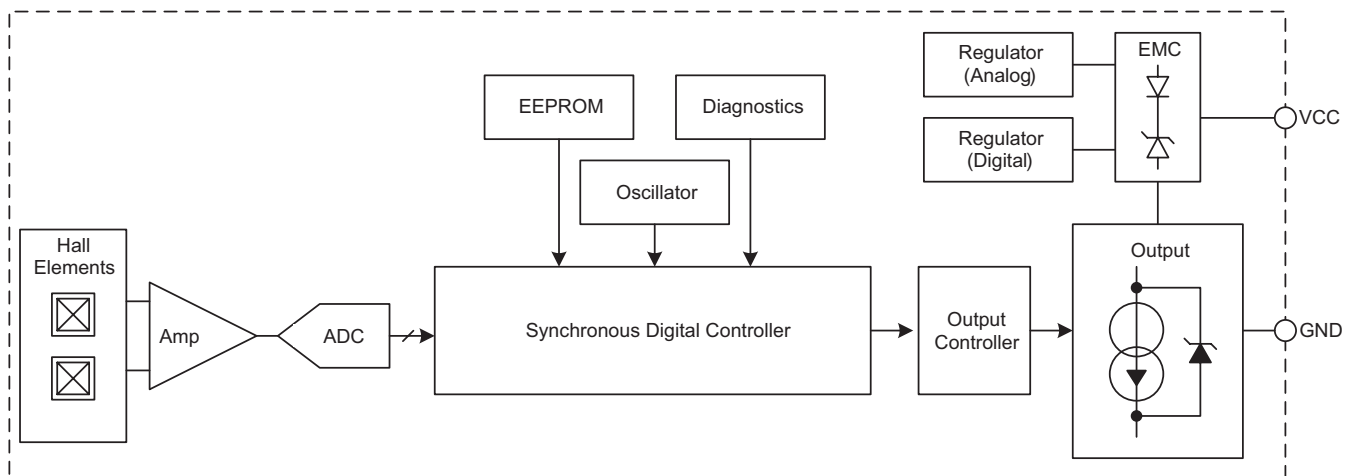 Regulator
(Analog)
EMC
EEPROM
Diagnostics
VCC
Regulator
(Digital)
Oscillator
Hall
Elements
Output
Amp
ADC
Synchronous Digital Controller
Output
Controller
GND